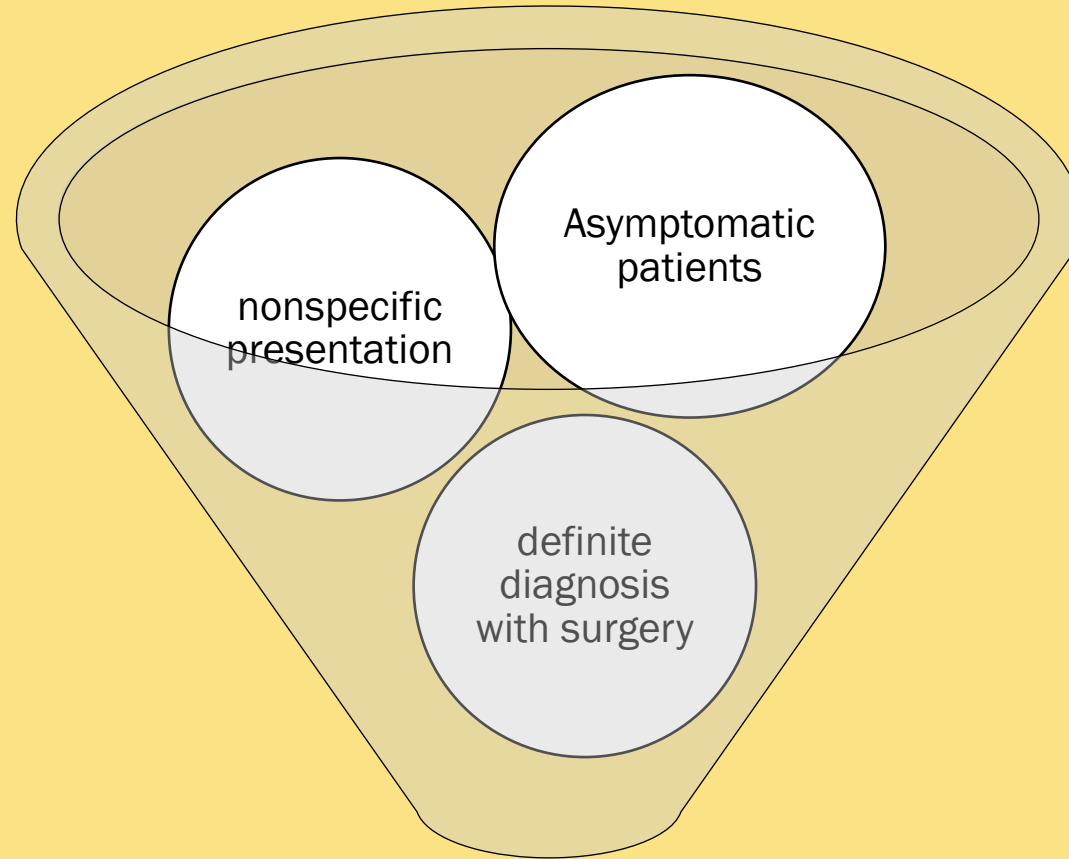 Asymptomatic
patients
nonspecific
presentation
definite
diagnosis
with surgery